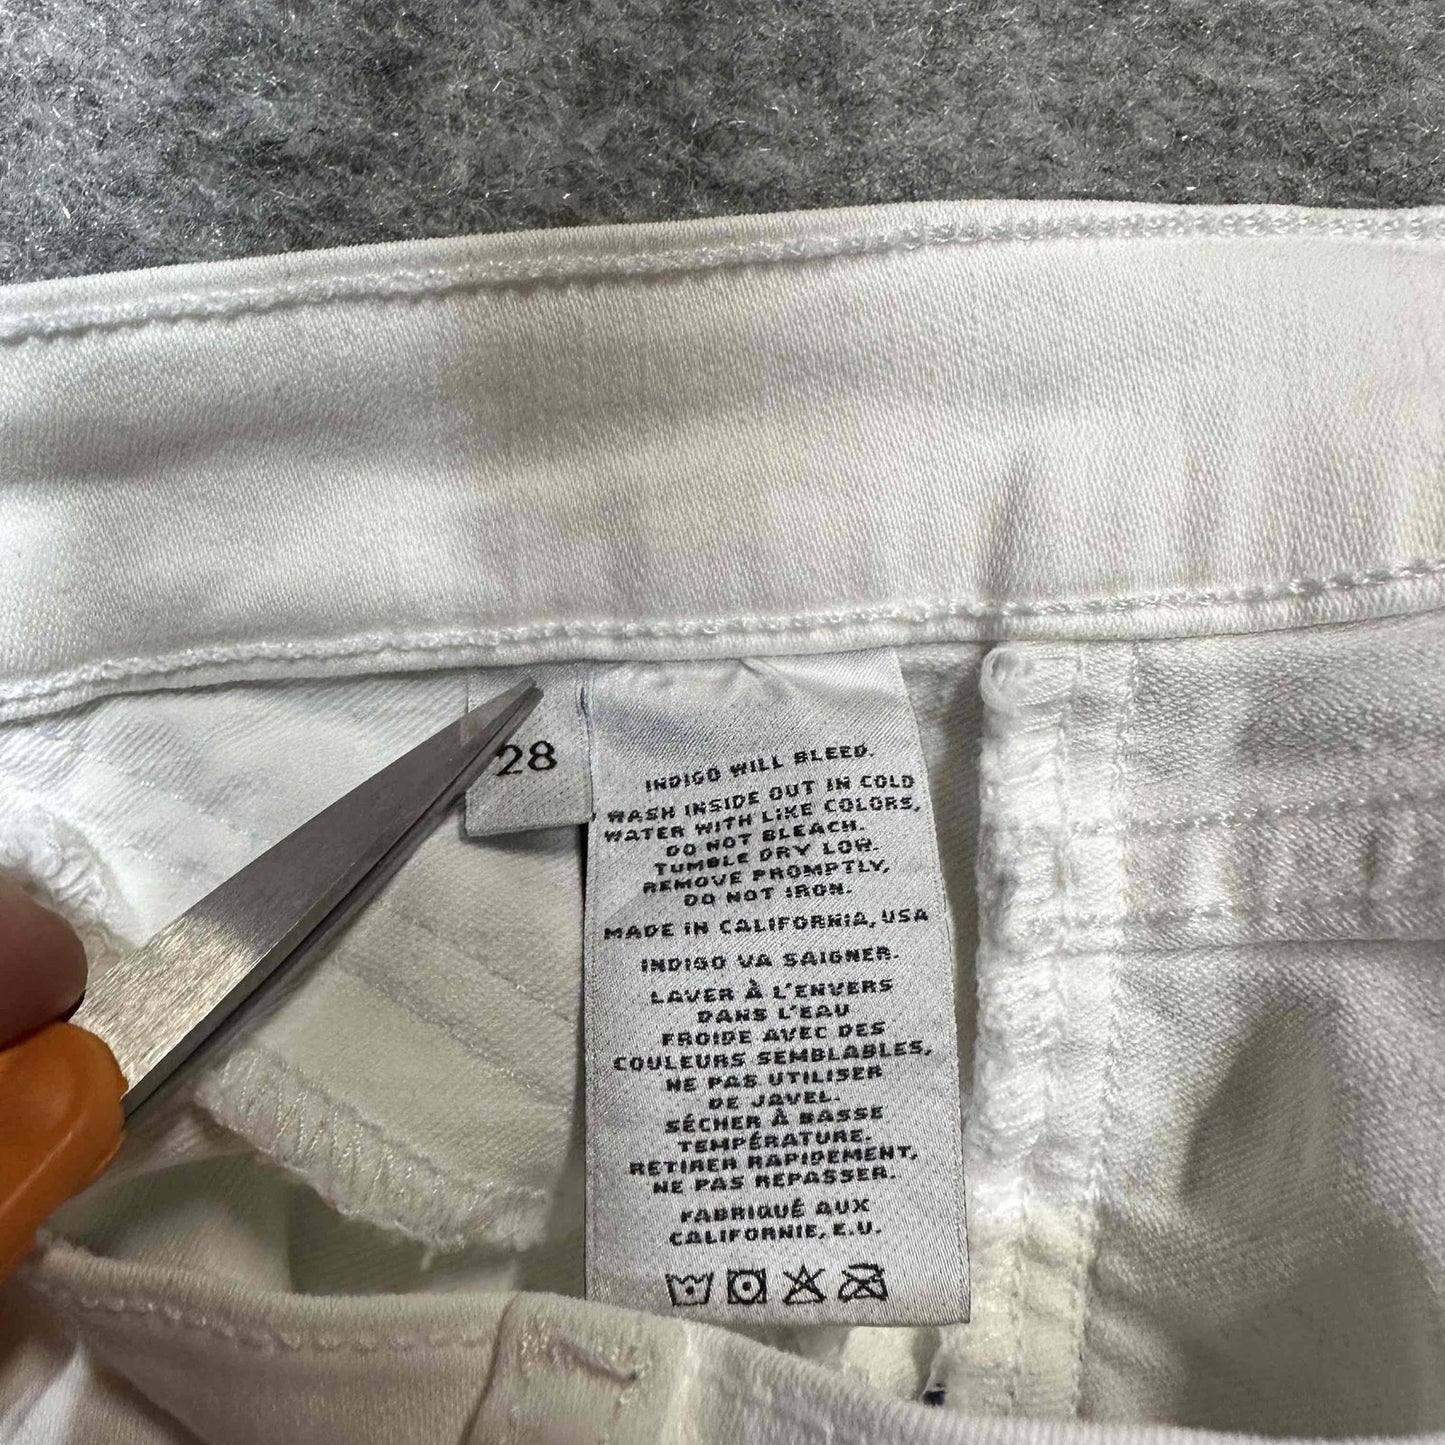 28
INDIGO WILL BLEED.
WASH INSIDE OUT IN COLD
WATER WITH LIKE COLORS,
DO NOT BLEACH.
TUMBLE DRY LOW.
REMOVE PROMPTLY,
DO NOT IRON.
MADE IN CALIFORNIA, USA
INDIGO VA SAIGNER.
LAVER À L'ENVERS
DANS L'EAU
FROIDE AVEC DES
COULEURS SEMBLABLES,
NE PAS UTILISER
DE JAVEL.
SÉCHER À BASSE
TEMPÉRATURE.
RETIRER RAPIDEMENT,
NE PAS REPASSER.
FABRIQUÉ AUX
CALIFORNIE, E.U.